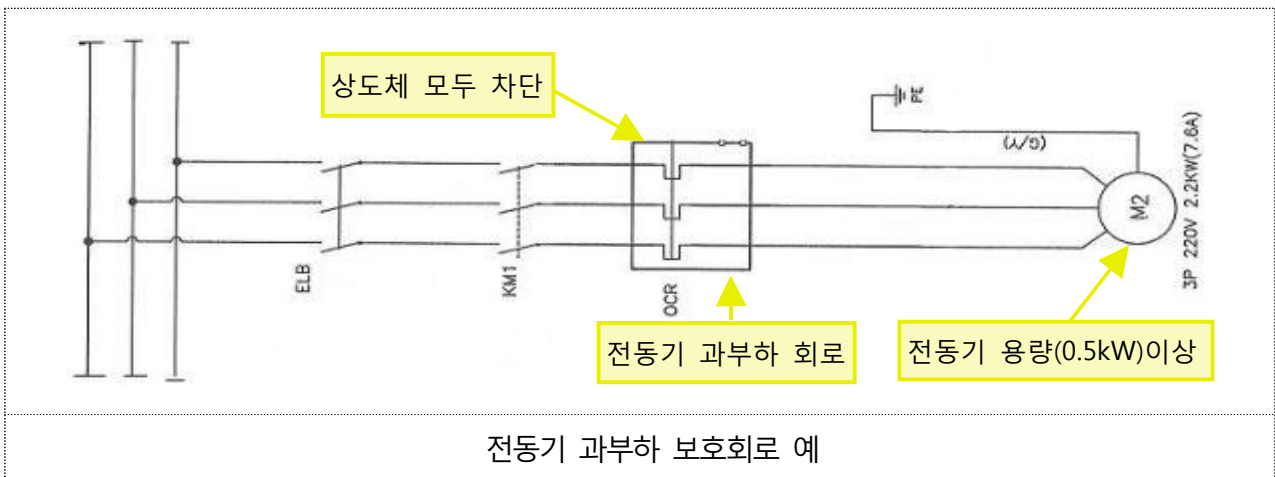 상도체 모두 차단
PE
(G/Y)
M2
3P 220V 2.2KW(7.6A)
ELB
KM1
OCR
전동기 과부하 회로
전동기 용량(0.5kW)이상
전동기 과부하 보호회로 예